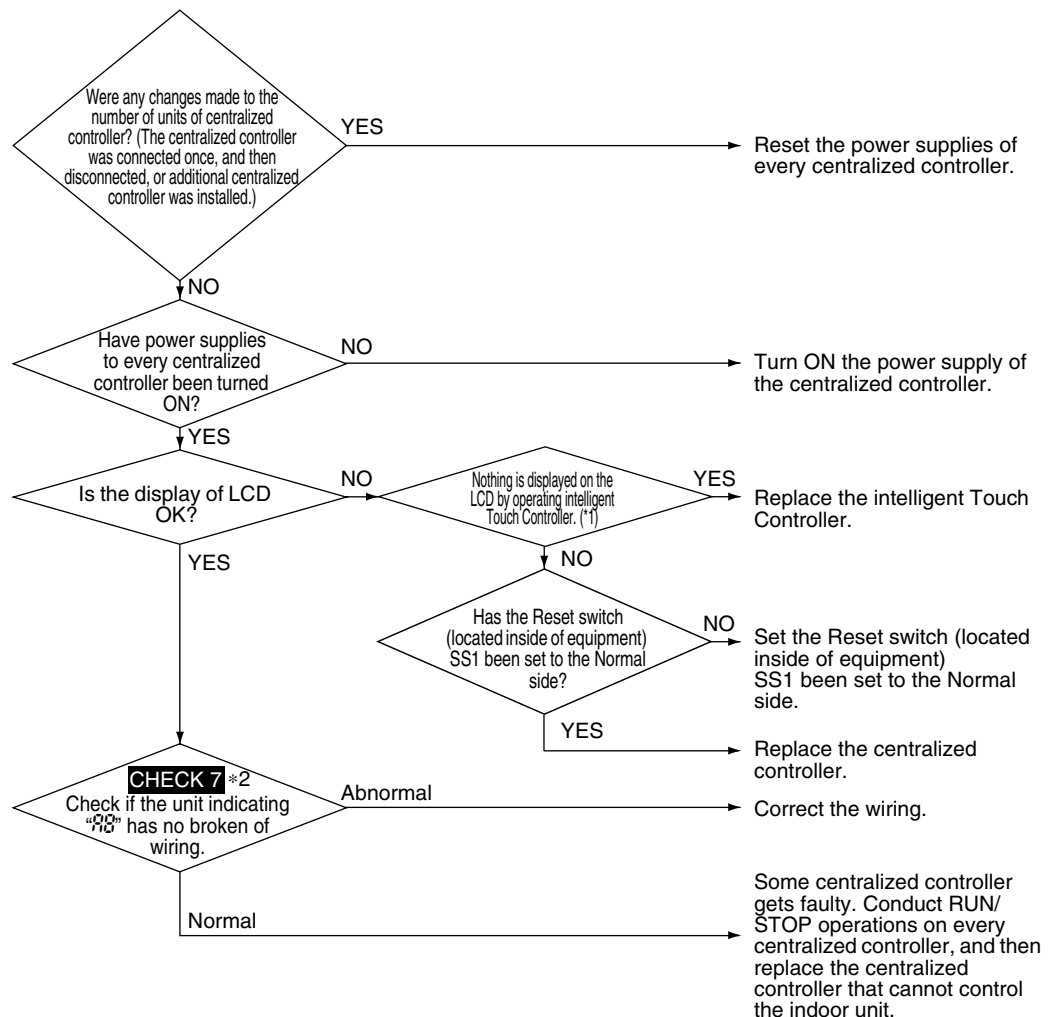 Were any changes made to the
number of units of centralized
controller? (The centralized controller
was connected once, and then
disconnected, or additional centralized
controller was installed.)
YES
Reset the power supplies of
every centralized controller.
NO
Have power supplies
to every centralized
controller been turned
ON?
NO
Turn ON the power supply of
the centralized controller.
YES
Is the display of LCD
OK?
NO
Nothing is displayed on the
LCD by operating intelligent
Touch Controller. (*1)
YES
Replace the intelligent Touch
Controller.
YES
NO
Has the Reset switch
(located inside of equipment)
SS1 been set to the Normal
side?
NO
Set the Reset switch (located
inside of equipment)
SS1 been set to the Normal
side.
YES
Replace the centralized
controller.
CHECK 7 *2
Check if the unit indicating
“” has no broken of
wiring.
Abnormal
Correct the wiring.
Normal
Some centralized controller
gets faulty. Conduct RUN/
STOP operations on every
centralized controller, and then
replace the centralized
controller that cannot control
the indoor unit.